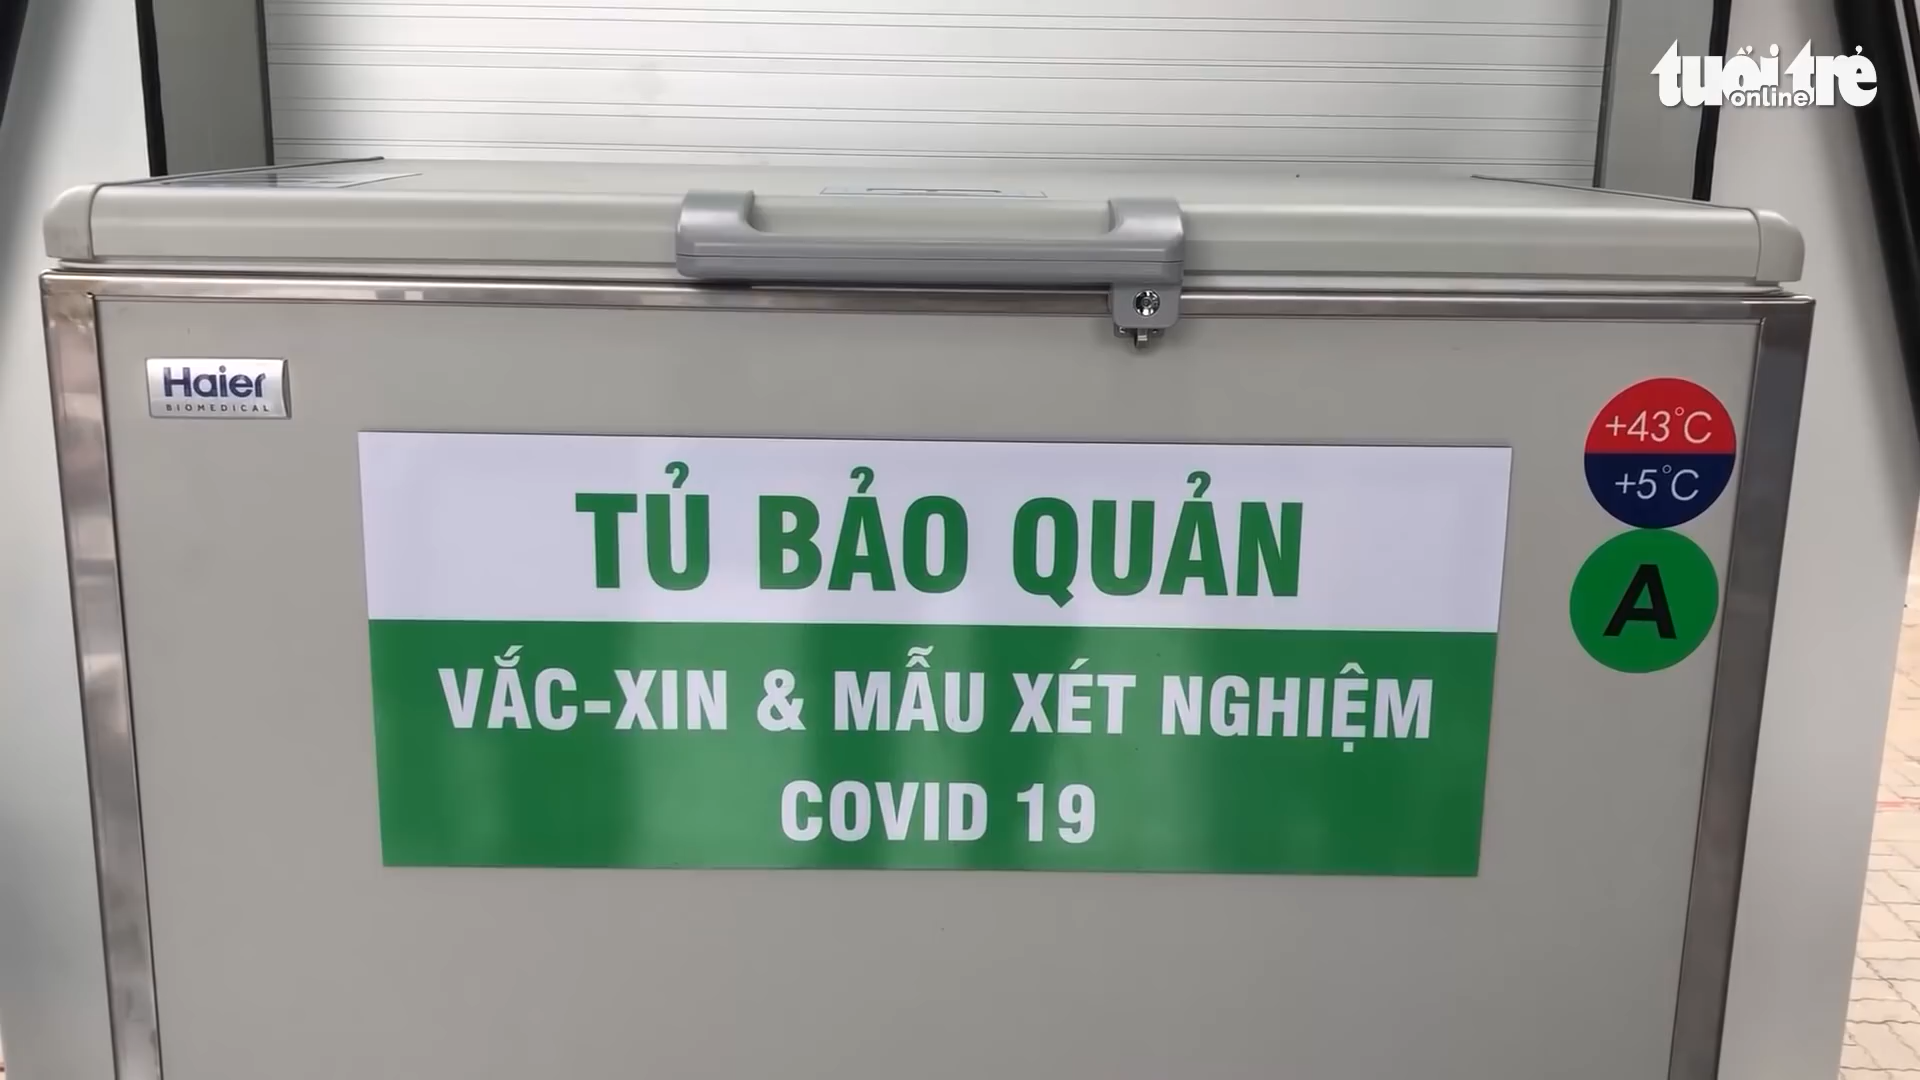 tuổi trẻ
online
Haier
BIOMEDICAL
+43°C
+5°C
A
TỦ BẢO QUẢN
VẮC-XIN & MẪU XÉT NGHIỆM
COVID 19